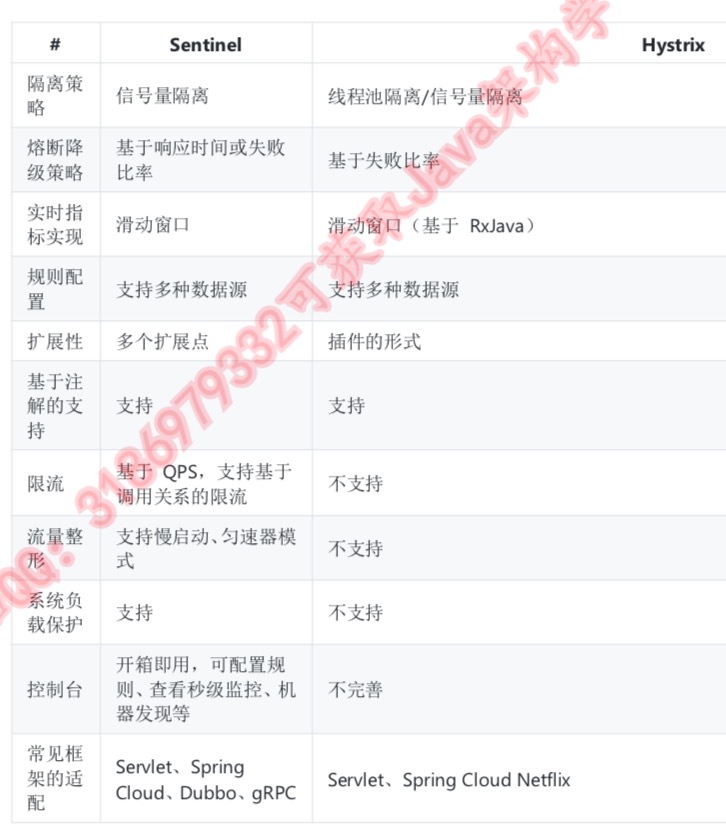 # Sentinel Hystrix
隔离策
略
信号量隔离
线程池隔离/信号量隔离
熔断降
级策略
基于响应时间或失败
比率
基于失败比率
实时指
标实现
滑动窗口
滑动窗口（基于 RxJava）
规则配
置
支持多种数据源
支持多种数据源
扩展性
多个扩展点
插件的形式
基于注
解的支
持
支持
支持
限流
基于 QPS，支持基于
调用关系的限流
不支持
流量整
形
支持慢启动、匀速器模
式
不支持
系统负
载保护
支持
不支持
控制台
开箱即用，可配置规
则、查看秒级监控、机
器发现等
不完善
常见框
架的适
配
Servlet、Spring
Cloud、Dubbo、gRPC
Servlet、Spring Cloud Netflix
QQ：3186979332可获取Java架构学